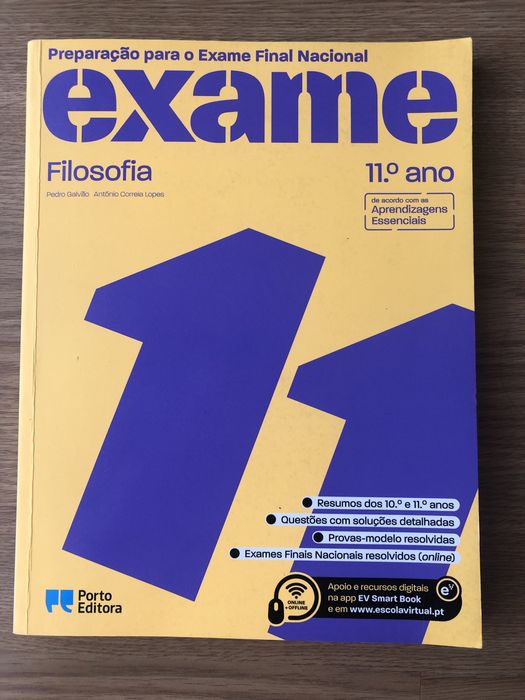 Preparação para o Exame Final Nacional
exame
Filosofia
11.º ano
Pedro Galvão António Correia Lopes
de acordo com as
Aprendizagens
Essenciais
11
Resumos dos 10.º e 11.º anos
Questões com soluções detalhadas
Provas-modelo resolvidas
Exames Finais Nacionais resolvidos (online)
Porto
Editora
ONLINE
+OFFLINE
Apoio e recursos digitais
na app EV Smart Book
e em www.escolavirtual.pt
eV